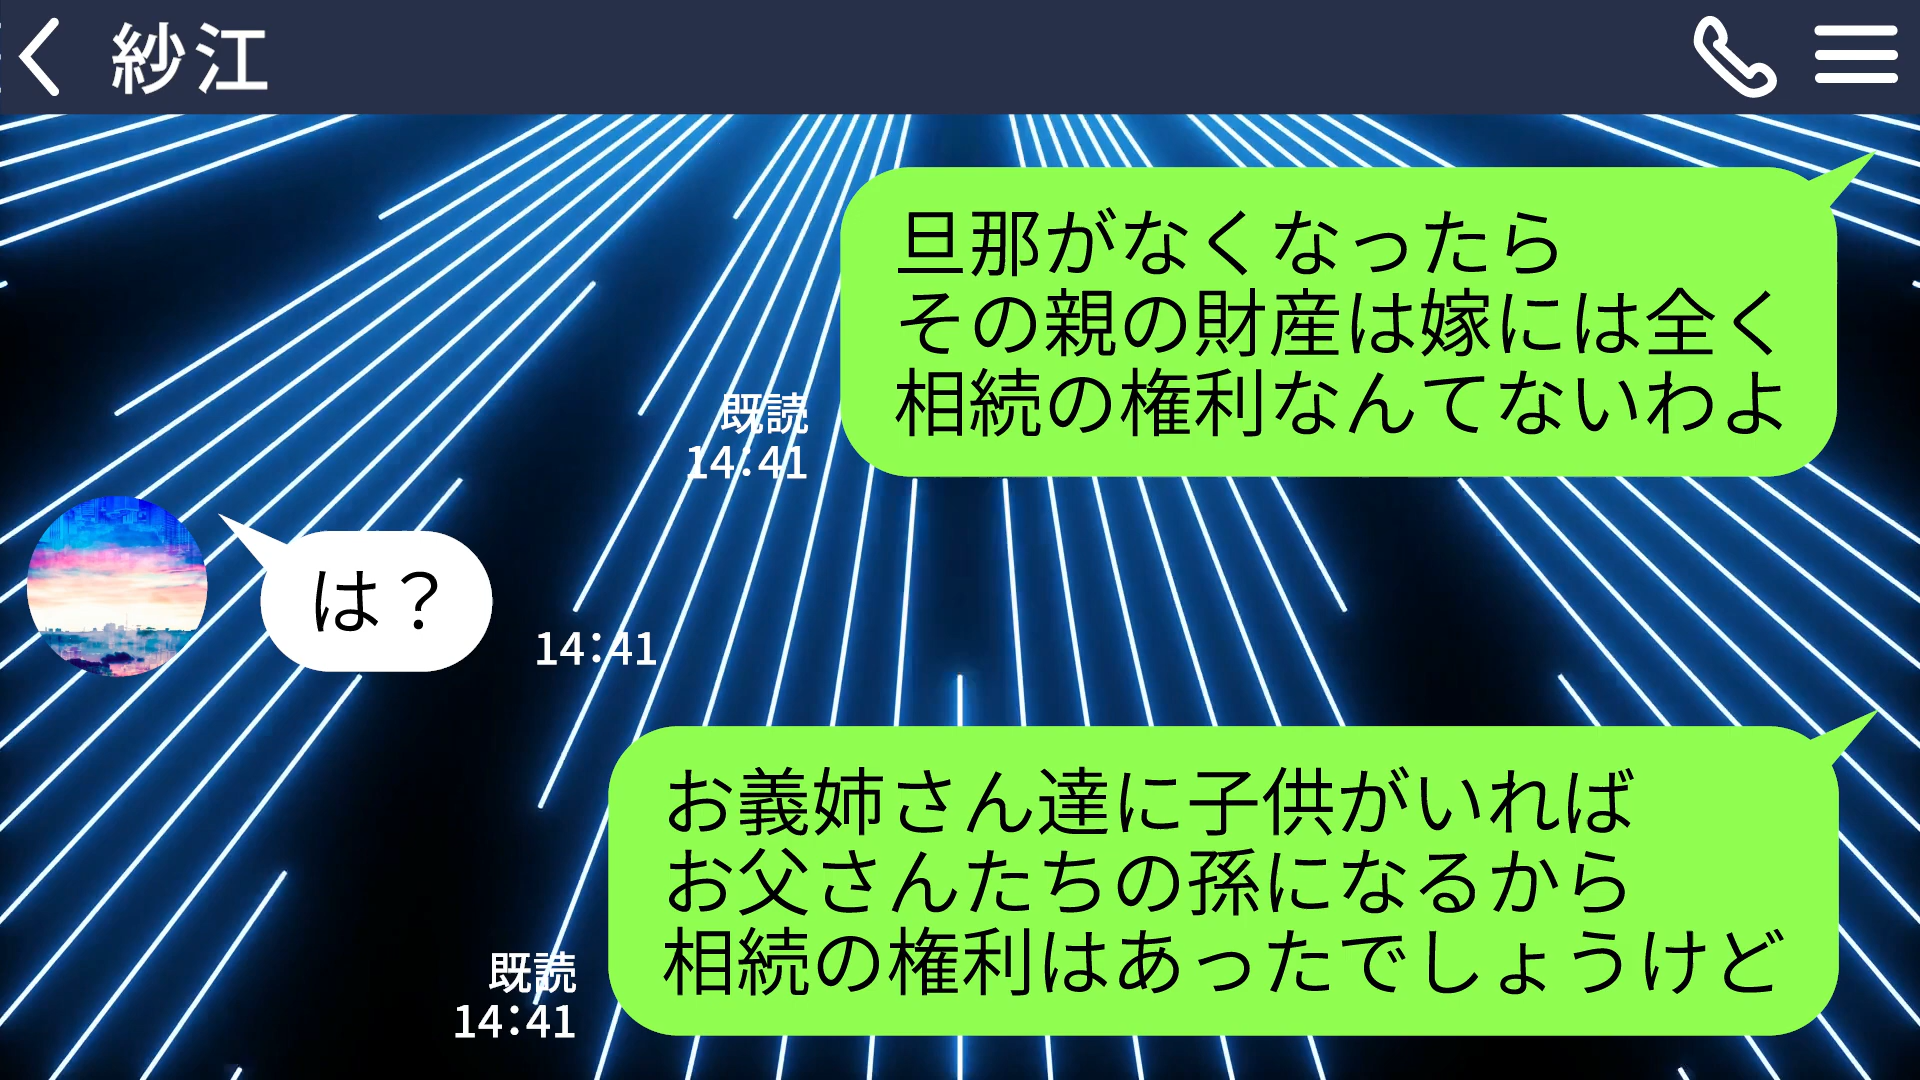 紗江
旦那がなくなったら
その親の財産は嫁には全く
相続の権利なんてないわよ
既読
14:41
は？
14:41
お義姉さん達に子供がいれば
お父さんたちの孫になるから
相続の権利はあったでしょうけど
既読
14:41